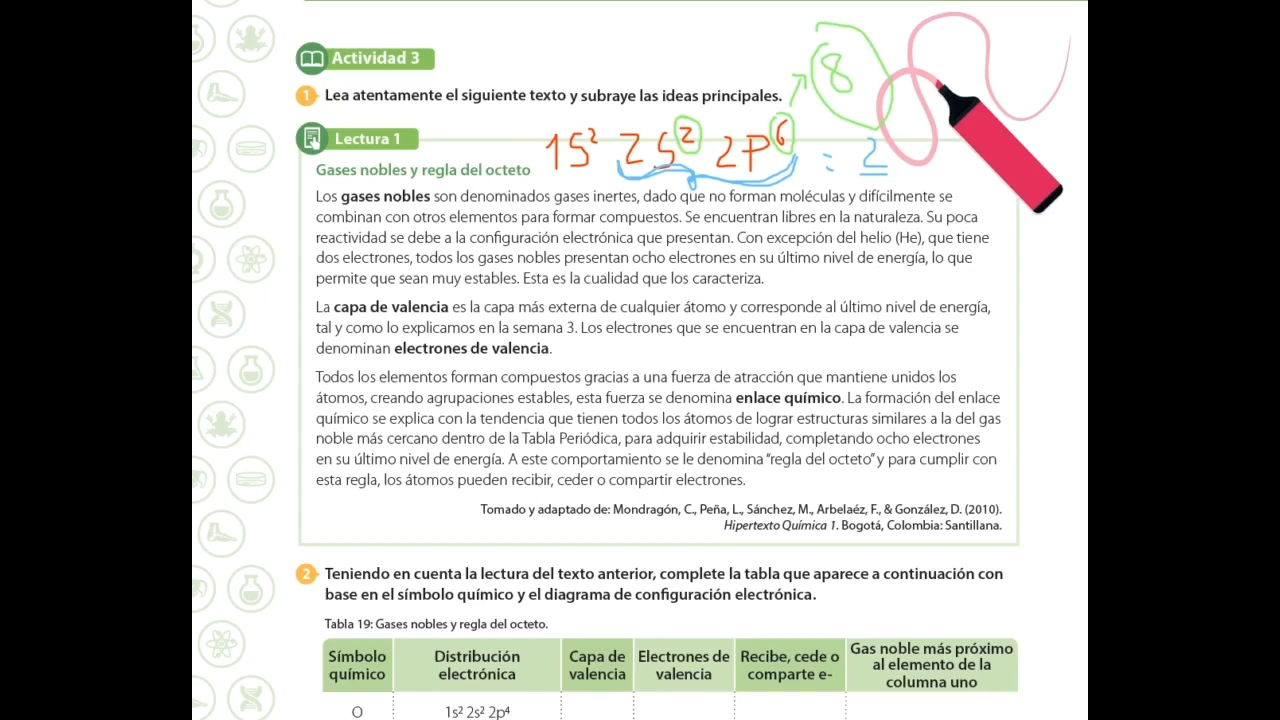 Actividad 3
8
1 Lea atentamente el siguiente texto y subraye las ideas principales.
Lectura 1
1S² 2S² 2P⁶ = 2
Gases nobles y regla del octeto
Los gases nobles son denominados gases inertes, dado que no forman moléculas y difícilmente se
combinan con otros elementos para formar compuestos. Se encuentran libres en la naturaleza. Su poca
reactividad se debe a la configuración electrónica que presentan. Con excepción del helio (He), que tiene
dos electrones, todos los gases nobles presentan ocho electrones en su último nivel de energía, lo que
permite que sean muy estables. Esta es la cualidad que los caracteriza.
La capa de valencia es la capa más externa de cualquier átomo y corresponde al último nivel de energía,
tal y como lo explicamos en la semana 3. Los electrones que se encuentran en la capa de valencia se
denominan electrones de valencia.
Todos los elementos forman compuestos gracias a una fuerza de atracción que mantiene unidos los
átomos, creando agrupaciones estables, esta fuerza se denomina enlace químico. La formación del enlace
químico se explica con la tendencia que tienen todos los átomos de lograr estructuras similares a la del gas
noble más cercano dentro de la Tabla Periódica, para adquirir estabilidad, completando ocho electrones
en su último nivel de energía. A este comportamiento se le denomina "regla del octeto" y para cumplir con
esta regla, los átomos pueden recibir, ceder o compartir electrones.
Tomado y adaptado de: Mondragón, C., Peña, L., Sánchez, M., Arbelaéz, F., & González, D. (2010).
Hipertexto Química 1. Bogotá, Colombia: Santillana.
2 Teniendo en cuenta la lectura del texto anterior, complete la tabla que aparece a continuación con
base en el símbolo químico y el diagrama de configuración electrónica.
Tabla 19: Gases nobles y regla del octeto.
Símbolo químico
Distribución electrónica
Capa de valencia
Electrones de valencia
Recibe, cede o comparte e-
Gas noble más próximo al elemento de la columna uno
O 1s² 2s² 2p⁴